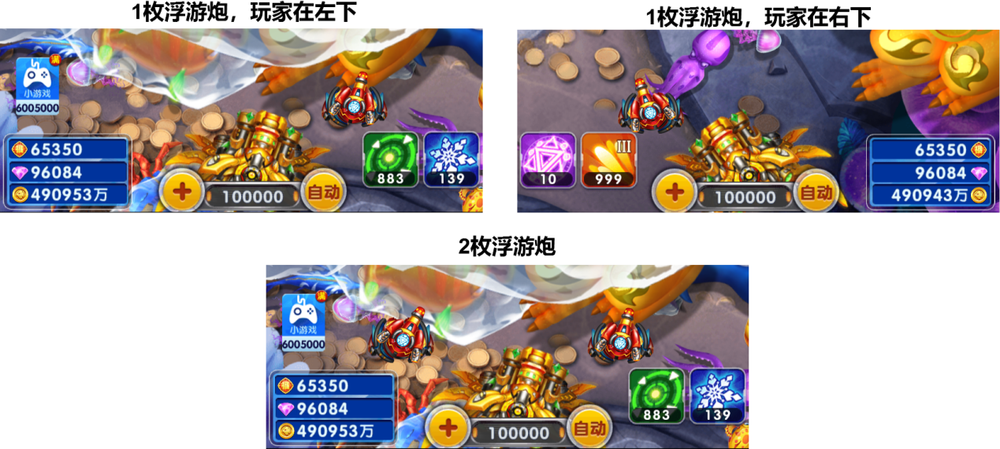 1枚浮游炮，玩家在左下
满
小游戏
6005000
福 65350
96084
490953万
+
100000
自动
883
139
1枚浮游炮，玩家在右下
10
III
999
+
100000
自动
65350 福
96084
490943万
2枚浮游炮
满
小游戏
6005000
福 65350
96084
490953万
+
100000
自动
883
139